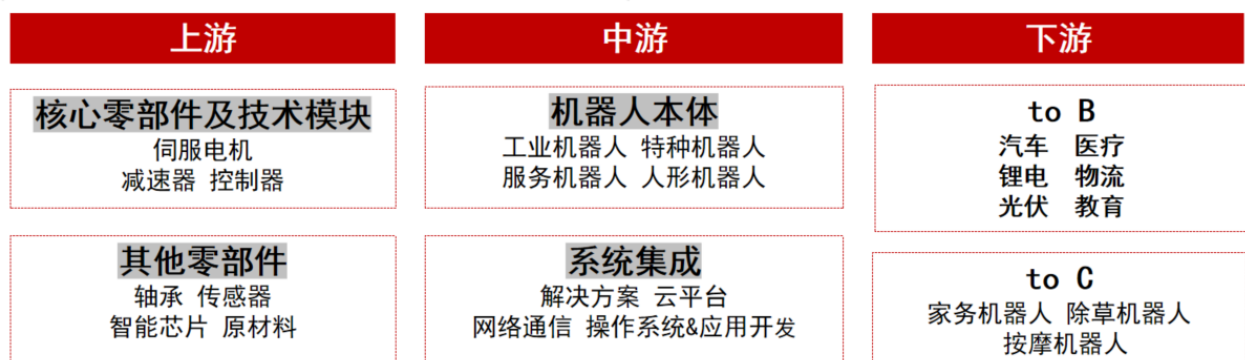 上游
核心零部件及技术模块
伺服电机
减速器 控制器
其他零部件
轴承 传感器
智能芯片 原材料
中游
机器人本体
工业机器人 特种机器人
服务机器人 人形机器人
系统集成
解决方案 云平台
网络通信 操作系统&应用开发
下游
to B
汽车 医疗
锂电 物流
光伏 教育
to C
家务机器人 除草机器人
按摩机器人